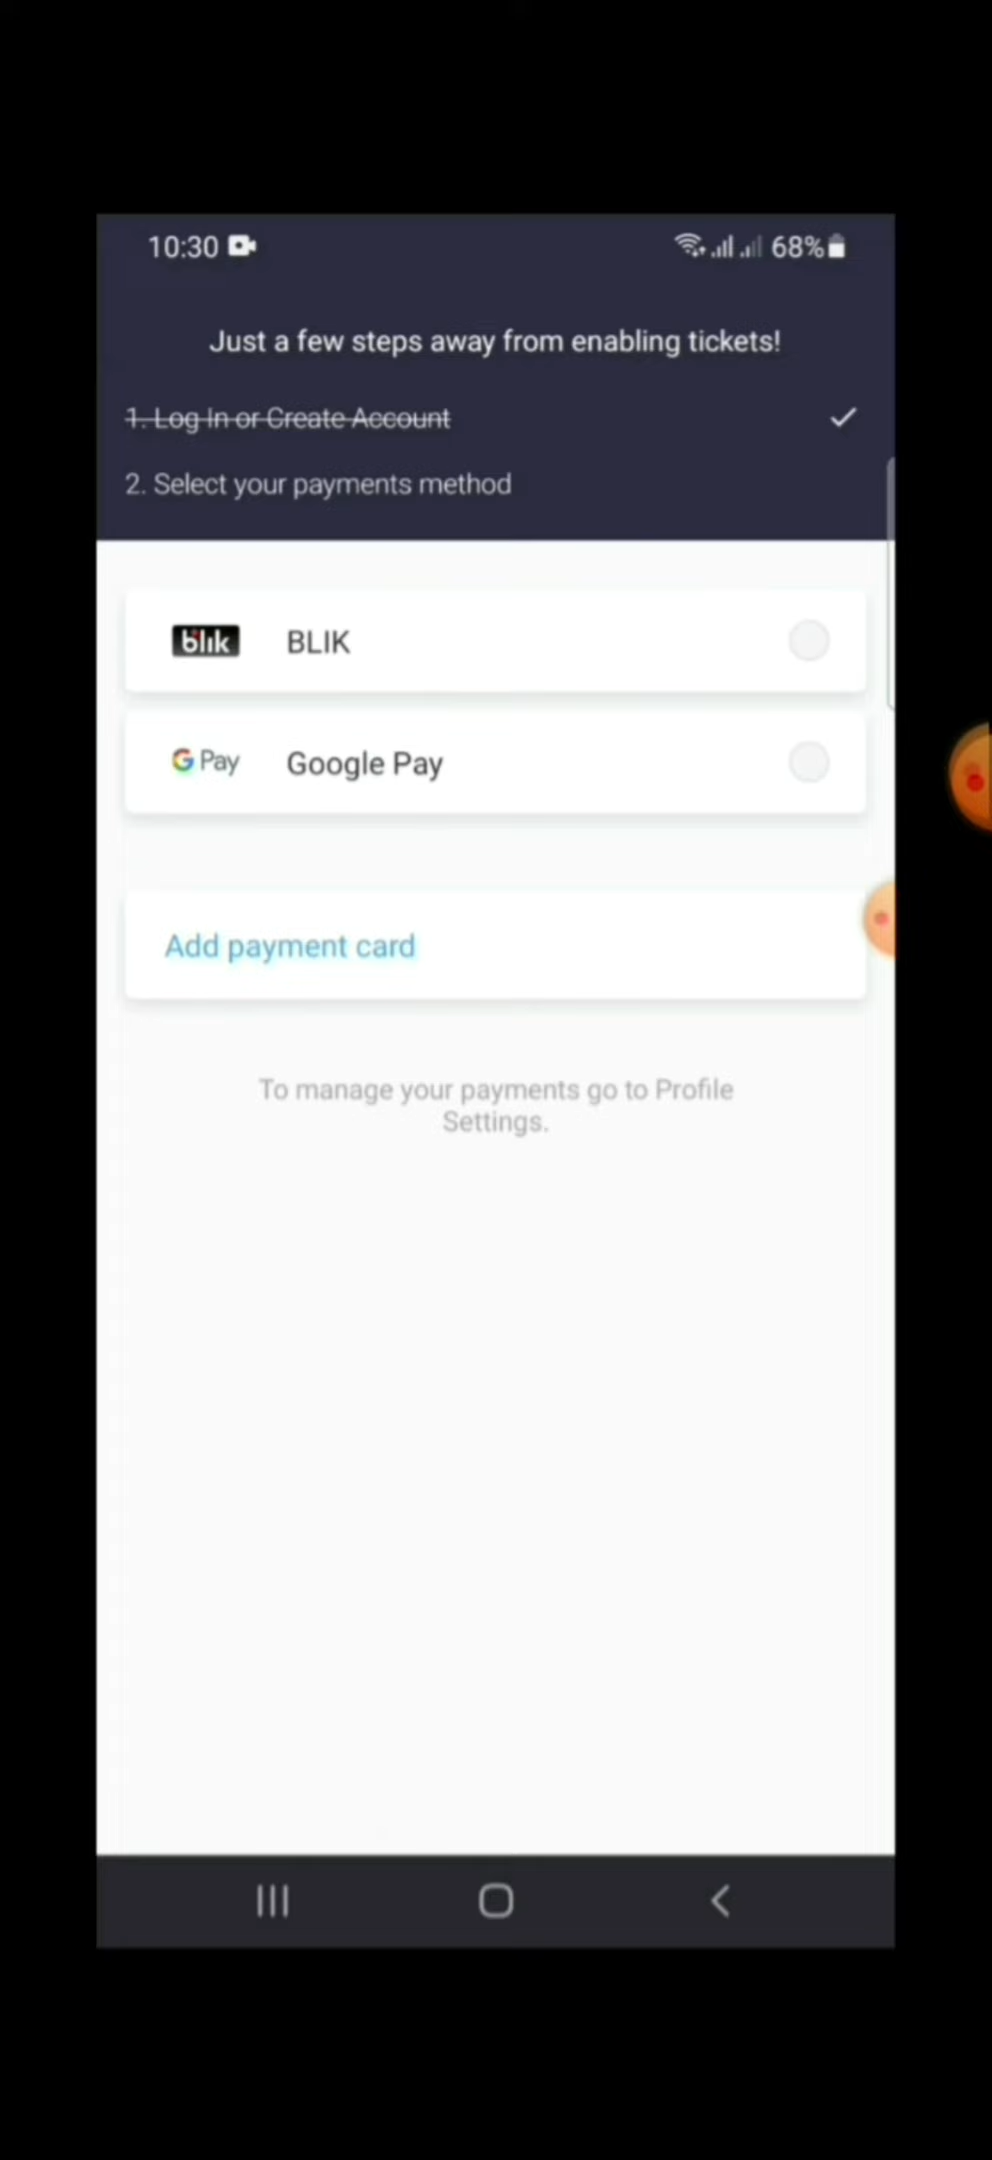 10:30 68%
Just a few steps away from enabling tickets!
1. Log In or Create Account
2. Select your payments method
blik BLIK
G Pay Google Pay
Add payment card
To manage your payments go to Profile
Settings.